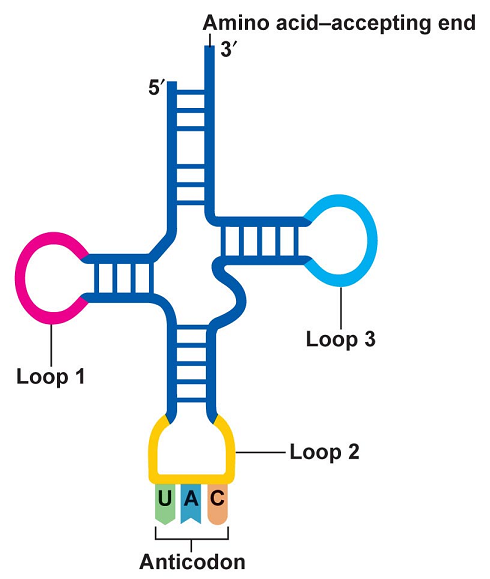 Amino acid–accepting end
3′
5′
Loop 3
Loop 1
Loop 2
U A C
Anticodon